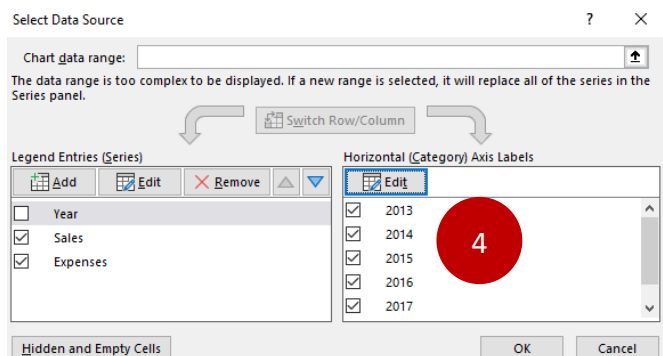 Select Data Source ? ×
Chart data range:
The data range is too complex to be displayed. If a new range is selected, it will replace all of the series in the
Series panel.
Switch Row/Column
Legend Entries (Series)
Add Edit Remove
Year
Sales
Expenses
Horizontal (Category) Axis Labels
Edit
2013
2014
2015
2016
2017
4
Hidden and Empty Cells
OK Cancel